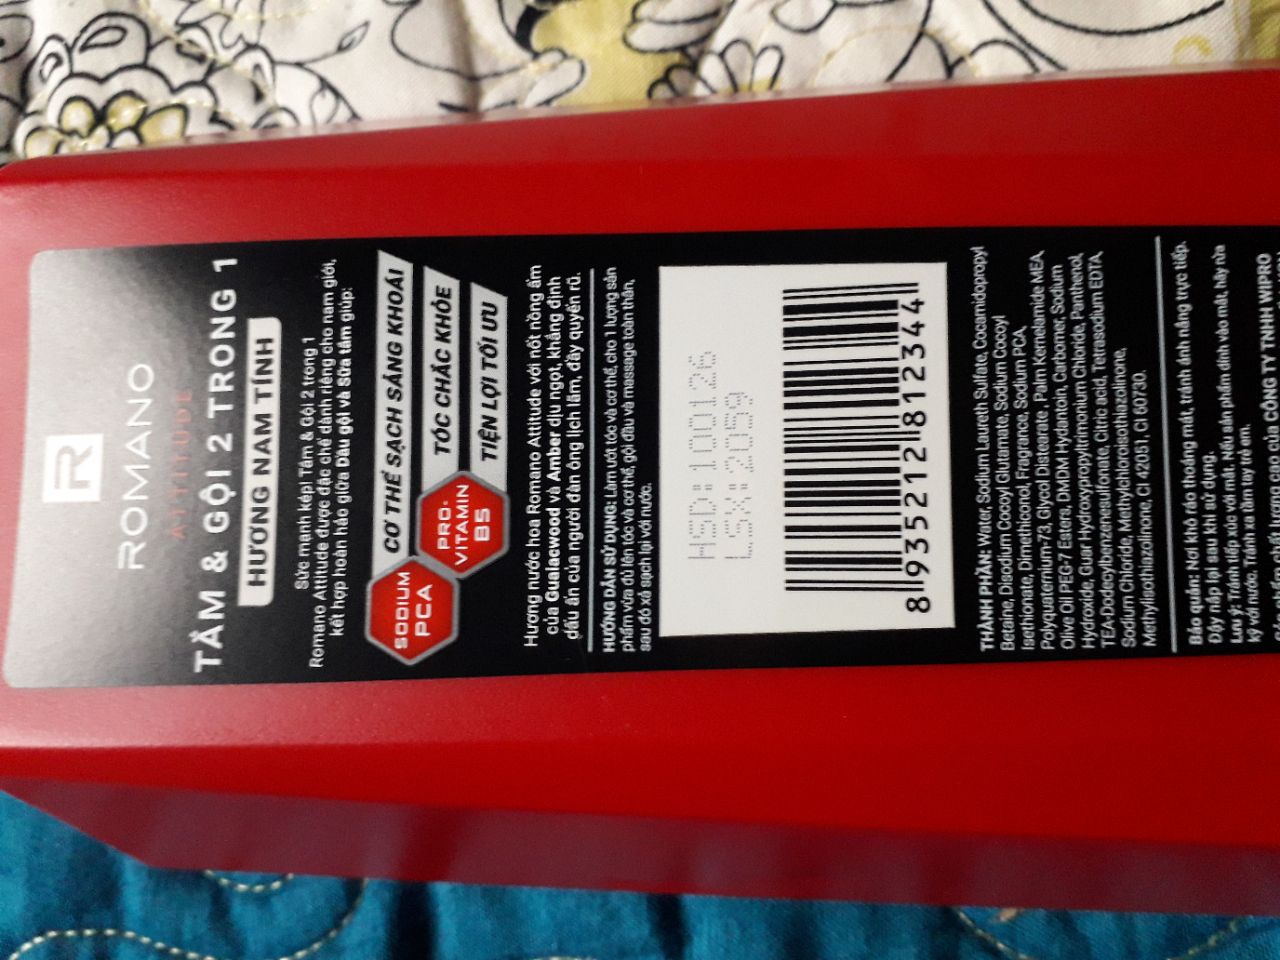 R
ROMANO
ATTITUDE
TẮM & GỘI 2 TRONG 1
HƯƠNG NAM TÍNH
Sức mạnh kép! Tắm & Gội 2 trong 1
Romano Attitude được đặc chế dành riêng cho nam giới,
kết hợp hoàn hảo giữa Dầu gội và Sữa tắm giúp:
CƠ THỂ SẠCH SẢNG KHOÁI
TÓC CHẮC KHỎE
TIỆN LỢI TỐI ƯU
SODIUM
PCA
PRO-
VITAMIN
B5
Hương nước hoa Romano Attitude với nốt nồng ấm
của Guaiacwood và Amber dịu ngọt, khẳng định
dấu ấn của người đàn ông lịch lãm, đầy quyến rũ.
HƯỚNG DẪN SỬ DỤNG: Làm ướt tóc và cơ thể, cho 1 lượng sản
phẩm vừa đủ lên tóc và cơ thể, gội đầu và massage toàn thân,
sau đó xả sạch lại với nước.
HSD:100126
LSX:2059
8 935212 812344
THÀNH PHẦN: Water, Sodium Laureth Sulfate, Cocamidopropyl
Betaine, Disodium Cocoyl Glutamate, Sodium Cocoyl
Isethionate, Dimethiconol, Fragrance, Sodium PCA,
Polyquaternium-73, Glycol Distearate, Palm Kernelamide MEA,
Olive Oil PEG-7 Esters, DMDM Hydantoin, Carbomer, Sodium
Hydroxide, Guar Hydroxypropyltrimonium Chloride, Panthenol,
TEA-Dodecylbenzenesulfonate, Citric acid, Tetrasodium EDTA,
Sodium Chloride, Methylchloroisothiazolinone,
Methylisothiazolinone, CI 42051, CI 60730.
Bảo quản: Nơi khô ráo thoáng mát, tránh ánh nắng trực tiếp.
Đậy nắp lại sau khi sử dụng.
Lưu ý: Tránh tiếp xúc với mắt. Nếu sản phẩm dính vào mắt, hãy rửa
kỹ với nước. Tránh xa tầm tay trẻ em.
CÔNG TY TNHH WIPRO